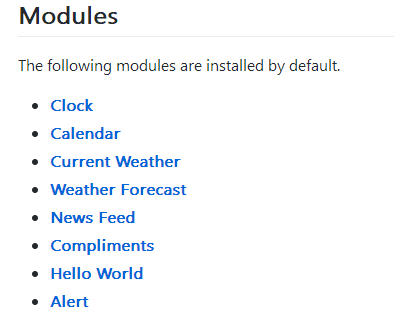 Modules
The following modules are installed by default.
Clock
Calendar
Current Weather
Weather Forecast
News Feed
Compliments
Hello World
Alert